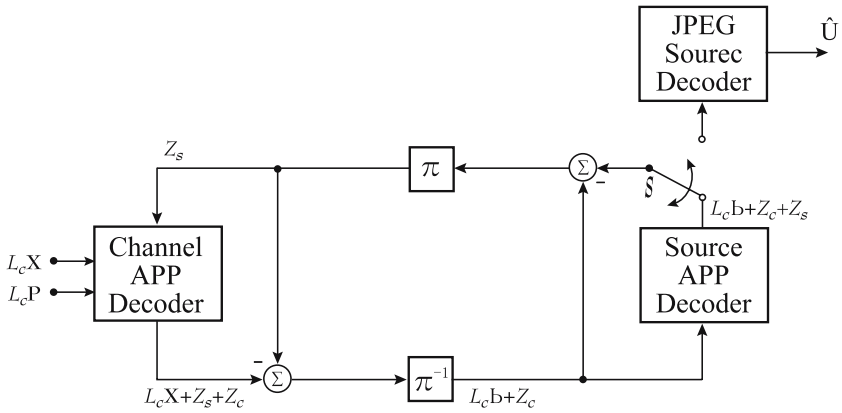 JPEG
Sourec
Decoder
Û
Z_s
π
Σ
-
S
L_cb+Z_c+Z_s
Channel
APP
Decoder
L_cX
L_cP
Source
APP
Decoder
-
Σ
π⁻¹
L_cX+Z_s+Z_c
L_cb+Z_c